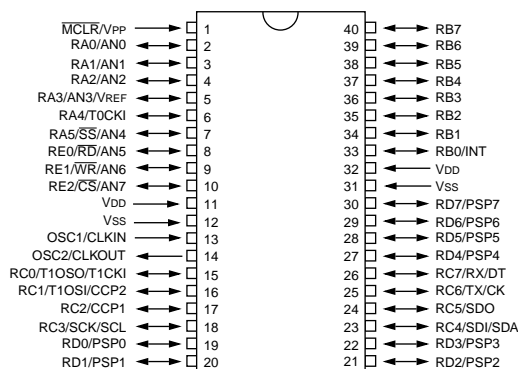 MCLR/VPP 1 40 RB7
RA0/AN0 2 39 RB6
RA1/AN1 3 38 RB5
RA2/AN2 4 37 RB4
RA3/AN3/VREF 5 36 RB3
RA4/T0CKI 6 35 RB2
RA5/SS/AN4 7 34 RB1
RE0/RD/AN5 8 33 RB0/INT
RE1/WR/AN6 9 32 VDD
RE2/CS/AN7 10 31 VSS
VDD 11 30 RD7/PSP7
VSS 12 29 RD6/PSP6
OSC1/CLKIN 13 28 RD5/PSP5
OSC2/CLKOUT 14 27 RD4/PSP4
RC0/T1OSO/T1CKI 15 26 RC7/RX/DT
RC1/T1OSI/CCP2 16 25 RC6/TX/CK
RC2/CCP1 17 24 RC5/SDO
RC3/SCK/SCL 18 23 RC4/SDI/SDA
RD0/PSP0 19 22 RD3/PSP3
RD1/PSP1 20 21 RD2/PSP2